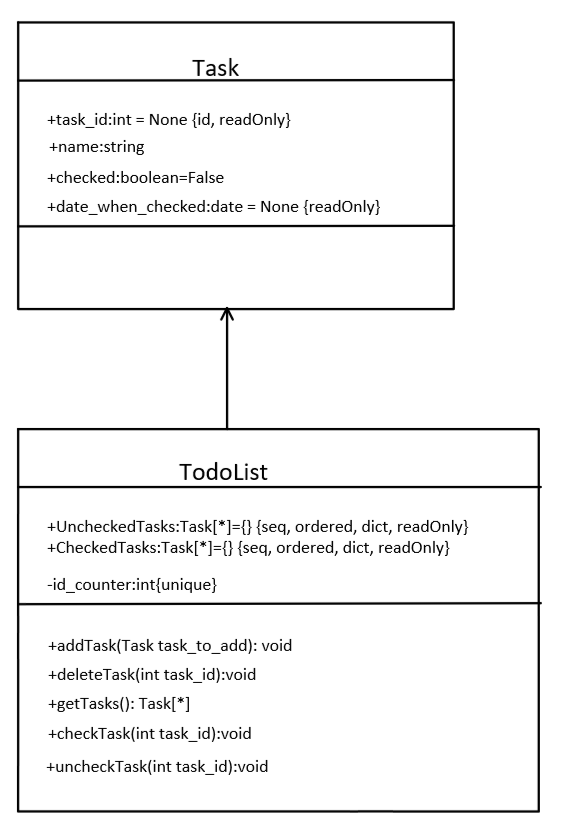 Task
+task_id:int = None {id, readOnly}
+name:string
+checked:boolean=False
+date_when_checked:date = None {readOnly}
TodoList
+UncheckedTasks:Task[*]={} {seq, ordered, dict, readOnly}
+CheckedTasks:Task[*]={} {seq, ordered, dict, readOnly}
-id_counter:int{unique}
+addTask(Task task_to_add): void
+deleteTask(int task_id):void
+getTasks(): Task[*]
+checkTask(int task_id):void
+uncheckTask(int task_id):void